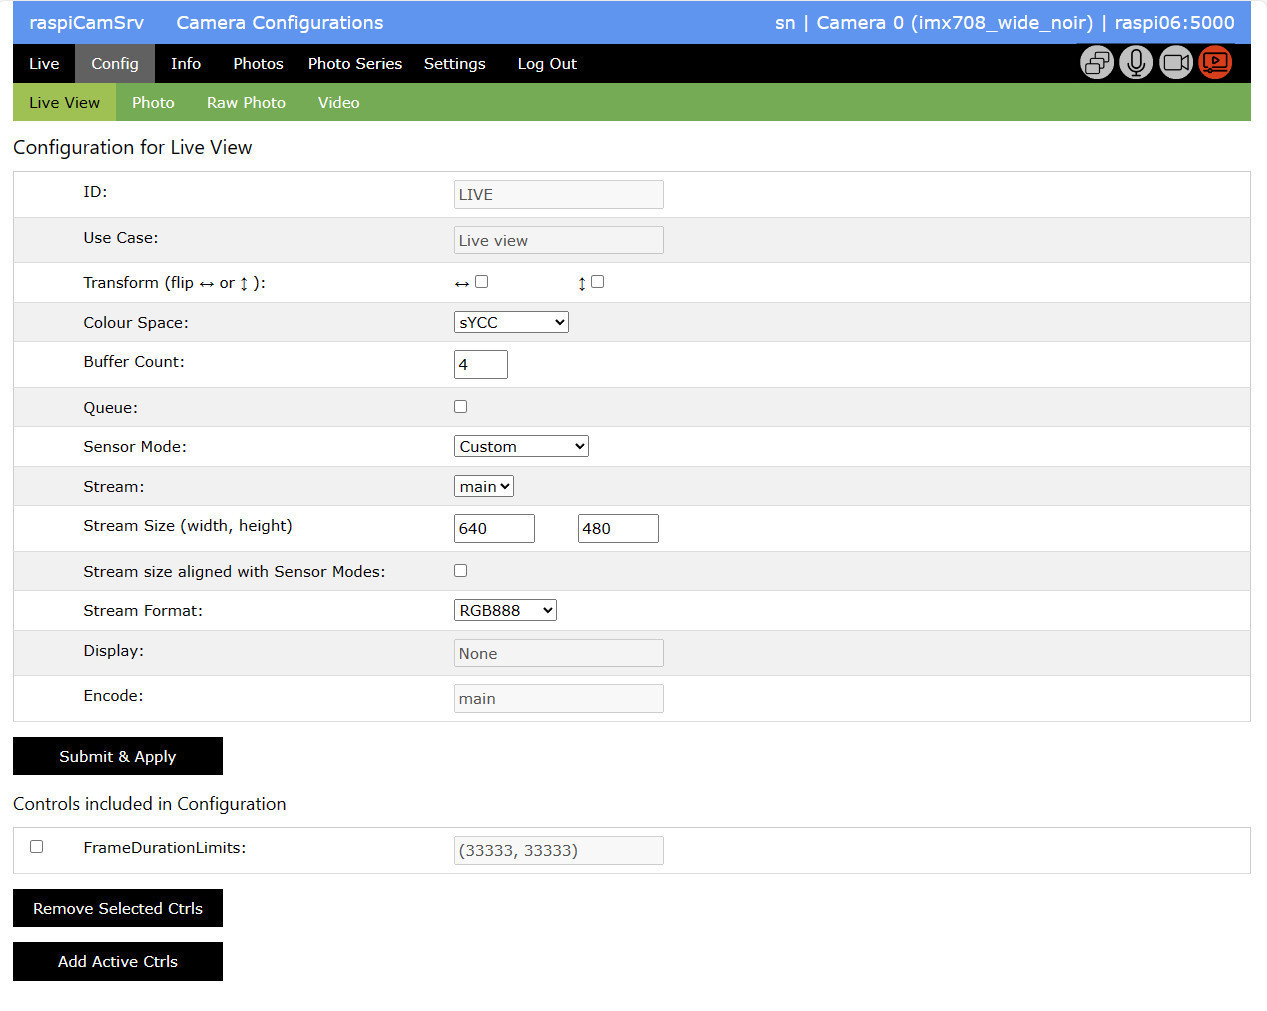 raspiCamSrv Camera Configurations sn | Camera 0 (imx708_wide_noir) | raspi06:5000
Live Config Info Photos Photo Series Settings Log Out
Live View Photo Raw Photo Video
Configuration for Live View
ID: LIVE
Use Case: Live view
Transform (flip ↔ or ↕ ): ↔ ↕
Colour Space: sYCC
Buffer Count: 4
Queue:
Sensor Mode: Custom
Stream: main
Stream Size (width, height) 640 480
Stream size aligned with Sensor Modes:
Stream Format: RGB888
Display: None
Encode: main
Submit & Apply
Controls included in Configuration
FrameDurationLimits: (33333, 33333)
Remove Selected Ctrls
Add Active Ctrls